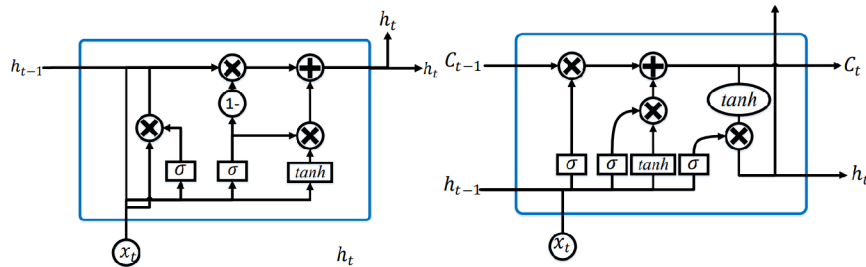 h_t
h_{t-1}
h_t
1-
σ
σ
tanh
x_t
h_t
C_{t-1}
C_t
tanh
σ
σ
tanh
σ
h_{t-1}
h_t
x_t